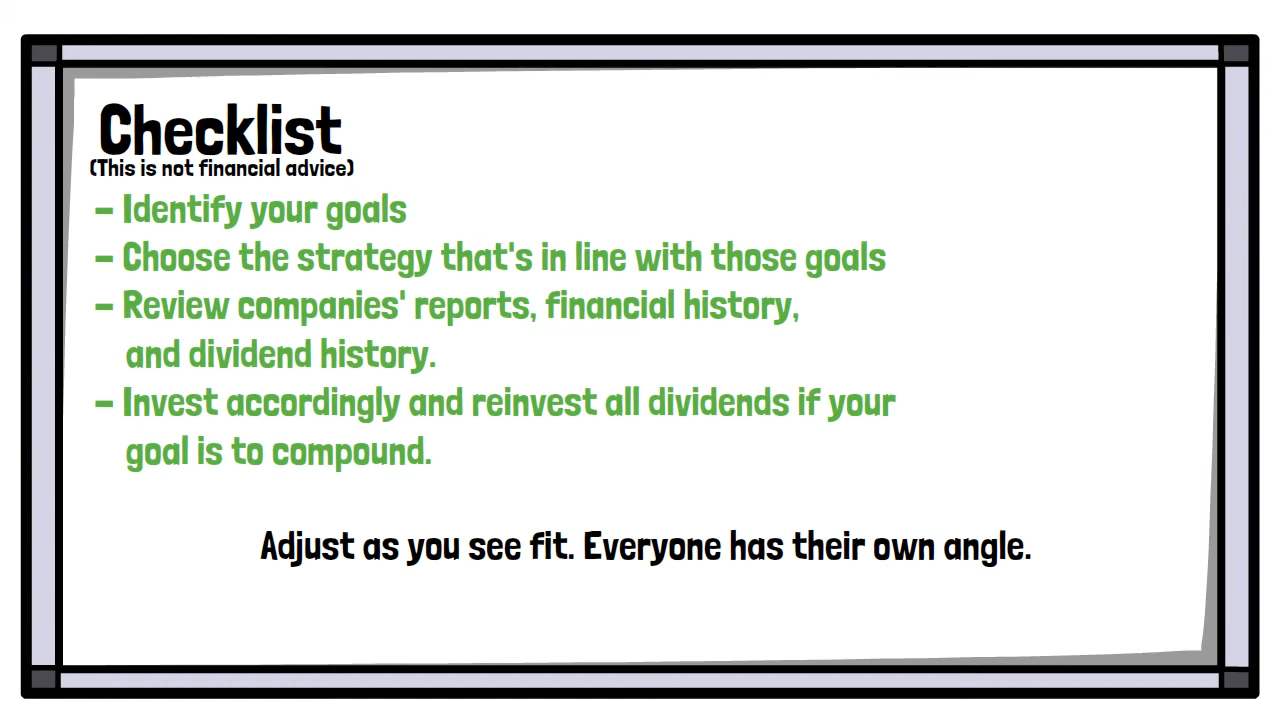 Checklist
(This is not financial advice)
- Identify your goals
- Choose the strategy that's in line with those goals
- Review companies' reports, financial history,
and dividend history.
- Invest accordingly and reinvest all dividends if your
goal is to compound.
Adjust as you see fit. Everyone has their own angle.